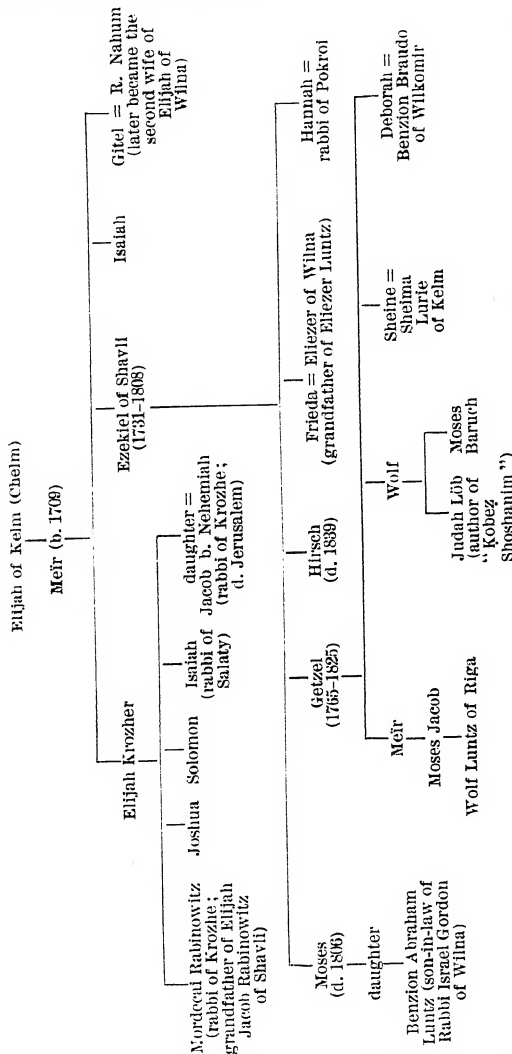 Elijah of Kelm (Chelm)
Meïr (b. 1709)
Elijah Krozher
Ezekiel of Shavli
(1731–1808)
Isaiah
Gitel = R. Nahum
(later became the
second wife of
Elijah of
Wilna)
Mordecai Rabinowitz
(rabbi of Krozhe;
grandfather of Elijah
Jacob Rabinowitz
of Shavli)
Joshua
Solomon
Isaiah
(rabbi of
Salaty)
daughter =
Jacob b. Nehemiah
(rabbi of Krozhe;
d. Jerusalem)
Moses
(d. 1806)
Getzel
(1765–1825)
Hirsch
(d. 1839)
Frieda = Eliezer of Wilna
(grandfather of Eliezer Luntz)
Hannah =
rabbi of Pokroi
daughter
Benzion Abraham
Luntz (son-in-law of
Rabbi Israel Gordon
of Wilna)
Meïr
Moses Jacob
Wolf Luntz of Riga
Wolf
Judah Löb
(author of
“ Ḳobeẓ
Shoshanim ”)
Moses
Baruch
Sheine =
Shelma
Lurie
of Kelm
Deborah =
Benzion Braudo
of Wilkomir